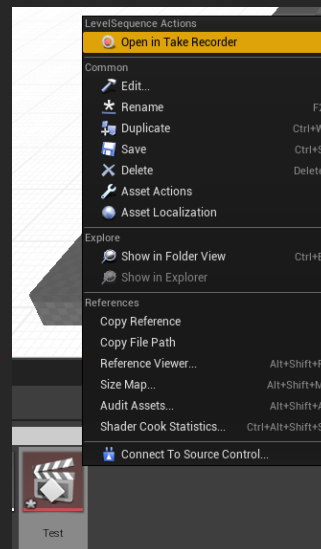 LevelSequence Actions
Open in Take Recorder
Common
Edit...
Rename F2
Duplicate Ctrl+W
Save Ctrl+S
Delete Delete
Asset Actions
Asset Localization
Explore
Show in Folder View Ctrl+B
Show in Explorer
References
Copy Reference
Copy File Path
Reference Viewer... Alt+Shift+R
Size Map... Alt+Shift+M
Audit Assets... Alt+Shift+A
Shader Cook Statistics... Ctrl+Alt+Shift+S
Connect To Source Control...
Test